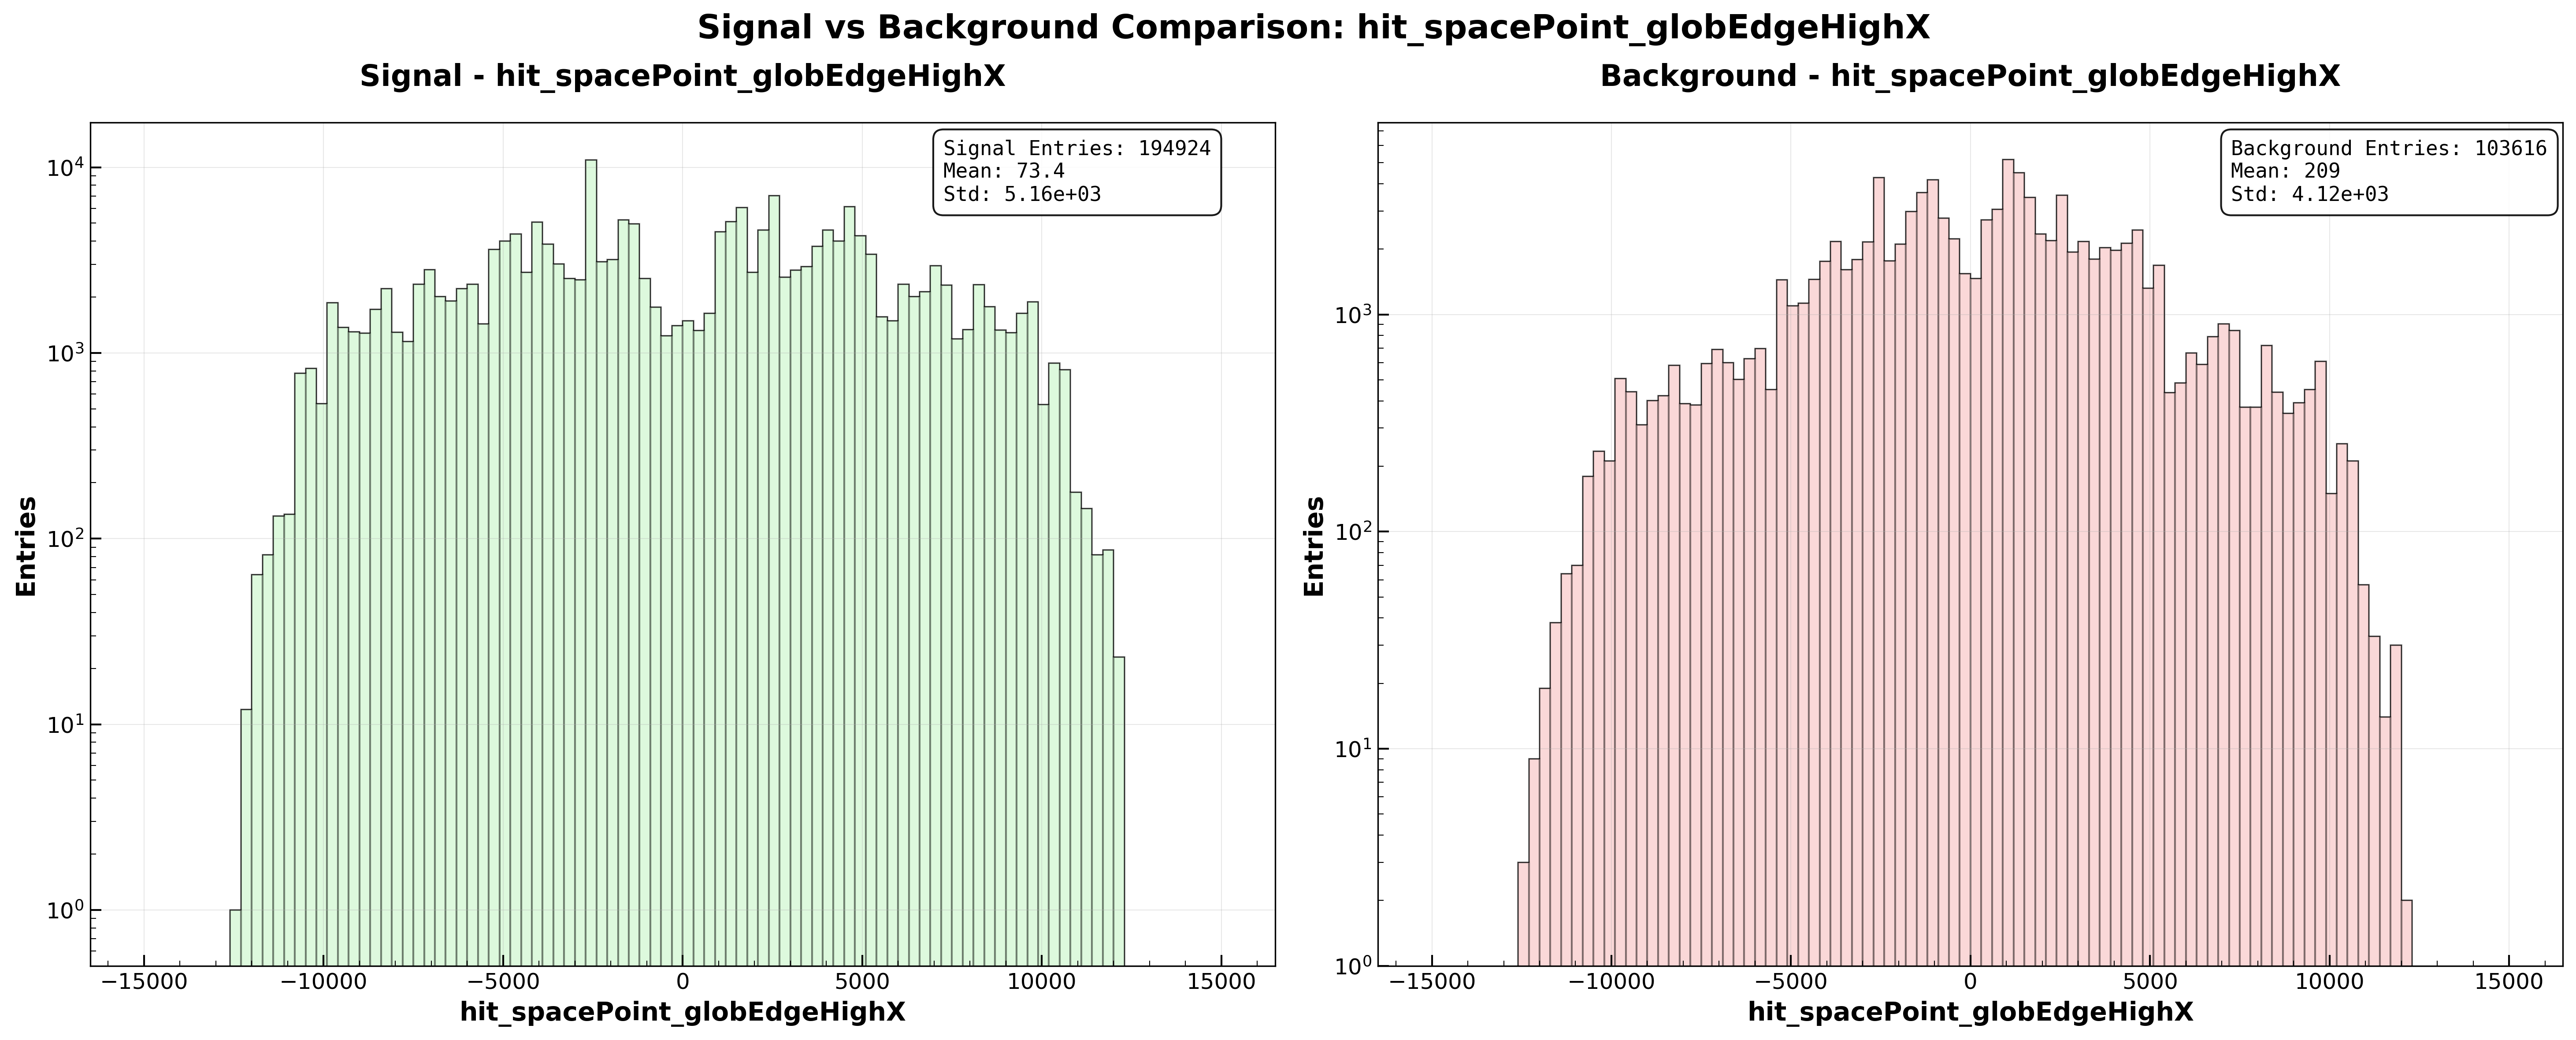 Signal vs Background Comparison: hit_spacePoint_globEdgeHighX
Signal - hit_spacePoint_globEdgeHighX
Signal Entries: 194924
Mean: 73.4
Std: 5.16e+03
10⁴
10³
10²
10¹
10⁰
Entries
−15000 −10000 −5000 0 5000 10000 15000
hit_spacePoint_globEdgeHighX
Background - hit_spacePoint_globEdgeHighX
Background Entries: 103616
Mean: 209
Std: 4.12e+03
10³
10²
10¹
10⁰
Entries
−15000 −10000 −5000 0 5000 10000 15000
hit_spacePoint_globEdgeHighX